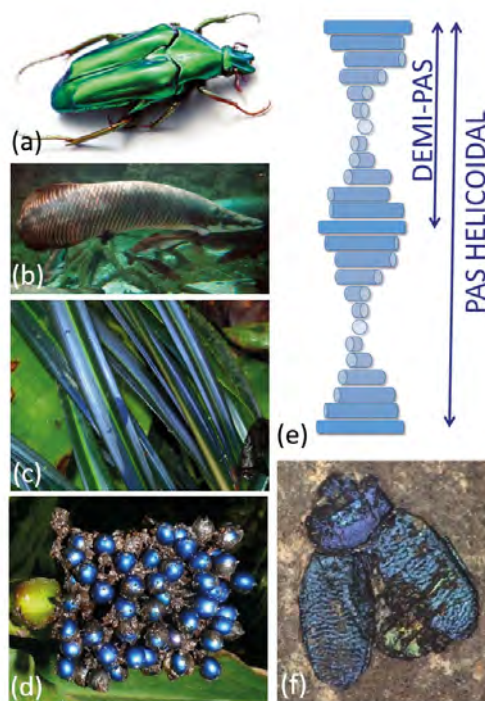 (a)
(b)
(c)
(d)
DEMI-PAS
PAS HELICOIDAL
(e)
(f)